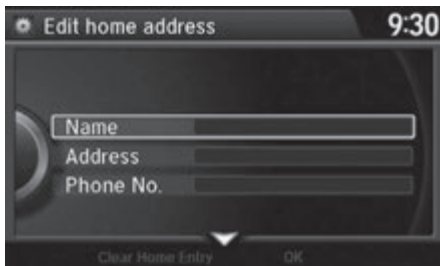 Edit home address 9:30
Name
Address
Phone No.
Clear Home Entry OK